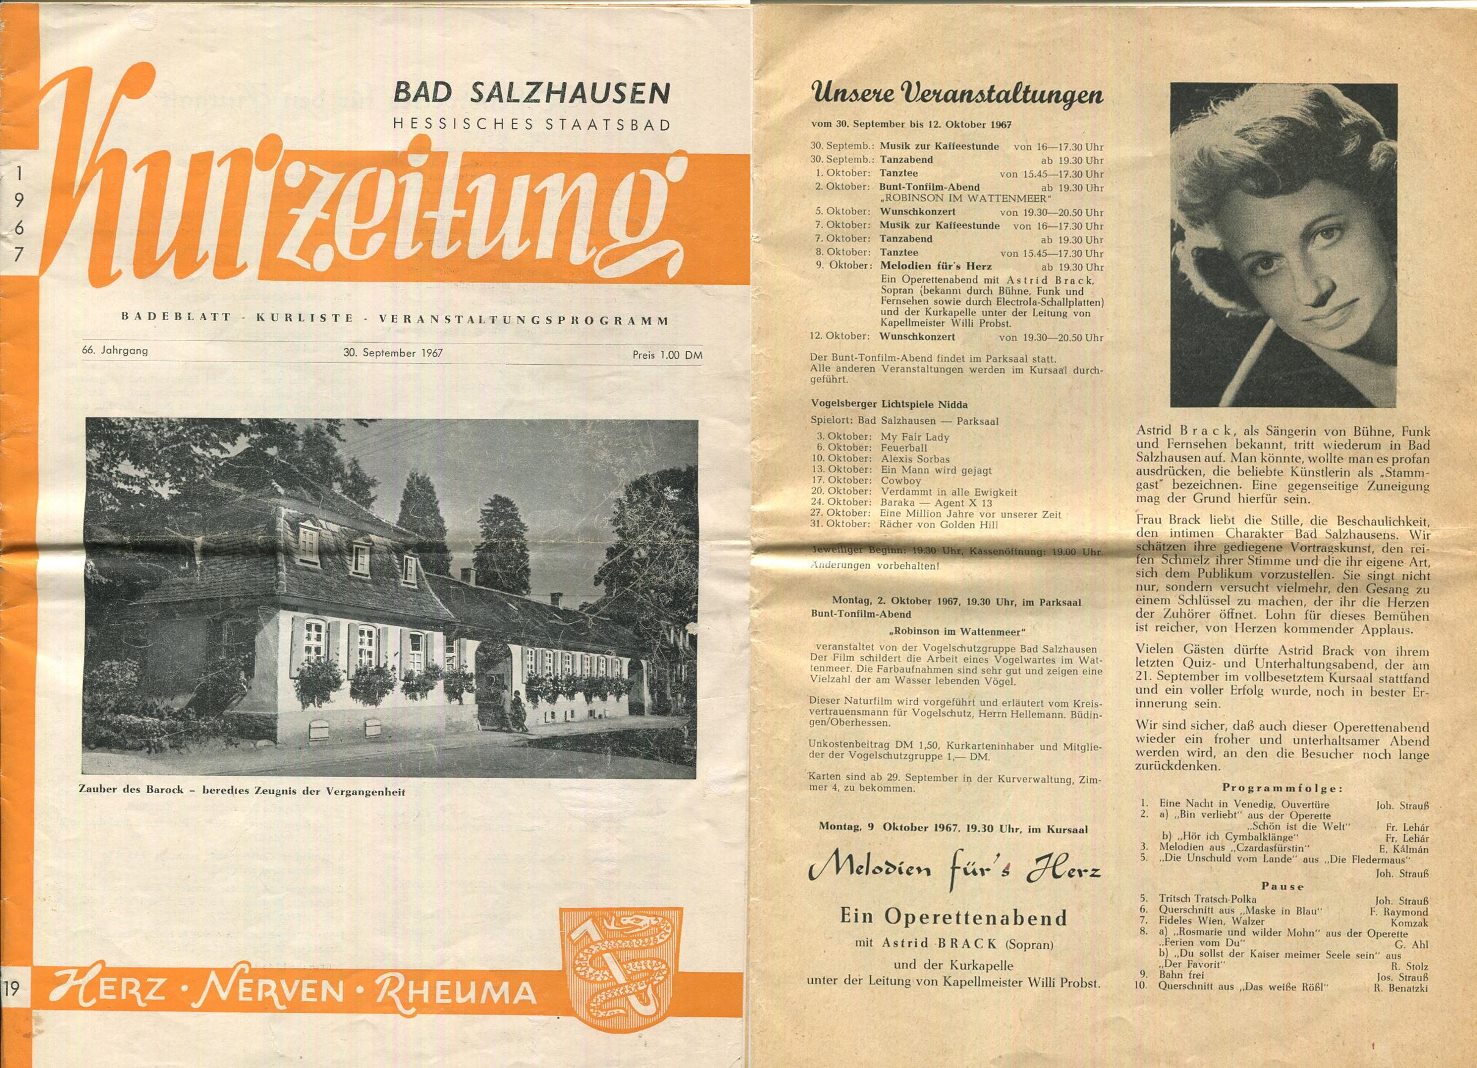 BAD SALZHAUSEN
HESSISCHES STAATSBAD
Kurzeitung
1
9
6
7
BADEBLATT - KURLISTE - VERANSTALTUNGSPROGRAMM
66. Jahrgang 30. September 1967 Preis 1.00 DM
Zauber des Barock – beredtes Zeugnis der Vergangenheit
19
HERZ · NERVEN · RHEUMA
Unsere Veranstaltungen
vom 30. September bis 12. Oktober 1967
30. Septemb.: Musik zur Kaffeestunde von 16—17.30 Uhr
30. Septemb.: Tanzabend ab 19.30 Uhr
1. Oktober: Tanztee von 15.45—17.30 Uhr
2. Oktober: Bunt-Tonfilm-Abend ab 19.30 Uhr
„ROBINSON IM WATTENMEER"
5. Oktober: Wunschkonzert von 19.30—20.50 Uhr
7. Oktober: Musik zur Kaffeestunde von 16—17.30 Uhr
7. Oktober: Tanzabend ab 19.30 Uhr
8. Oktober: Tanztee von 15.45—17.30 Uhr
9. Oktober: Melodien für's Herz ab 19.30 Uhr
Ein Operettenabend mit Astrid Brack,
Sopran (bekannt durch Bühne, Funk und
Fernsehen sowie durch Electrola-Schallplatten)
und der Kurkapelle unter der Leitung von
Kapellmeister Willi Probst.
12. Oktober: Wunschkonzert von 19.30—20.50 Uhr
Der Bunt-Tonfilm-Abend findet im Parksaal statt.
Alle anderen Veranstaltungen werden im Kursaal durch-
geführt.
Vogelsberger Lichtspiele Nidda
Spielort: Bad Salzhausen — Parksaal
3. Oktober: My Fair Lady
6. Oktober: Feuerball
10. Oktober: Alexis Sorbas
13. Oktober: Ein Mann wird gejagt
17. Oktober: Cowboy
20. Oktober: Verdammt in alle Ewigkeit
24. Oktober: Baraka — Agent X 13
27. Oktober: Eine Million Jahre vor unserer Zeit
31. Oktober: Rächer von Golden Hill
Jeweiliger Beginn: 19.30 Uhr, Kassenöffnung: 19.00 Uhr
Änderungen vorbehalten!
Montag, 2. Oktober 1967, 19.30 Uhr, im Parksaal
Bunt-Tonfilm-Abend
„Robinson im Wattenmeer"
veranstaltet von der Vogelschutzgruppe Bad Salzhausen
Der Film schildert die Arbeit eines Vogelwartes im Wat-
tenmeer. Die Farbaufnahmen sind sehr gut und zeigen eine
Vielzahl der am Wasser lebenden Vögel.
Dieser Naturfilm wird vorgeführt und erläutert vom Kreis-
vertrauensmann für Vogelschutz, Herrn Hellemann, Büdin-
gen/Oberhessen.
Unkostenbeitrag DM 1,50, Kurkarteninhaber und Mitglie-
der der Vogelschutzgruppe 1,— DM.
Karten sind ab 29. September in der Kurverwaltung, Zim-
mer 4, zu bekommen.
Montag, 9 Oktober 1967, 19.30 Uhr, im Kursaal
Melodien für's Herz
Ein Operettenabend
mit Astrid BRACK (Sopran)
und der Kurkapelle
unter der Leitung von Kapellmeister Willi Probst.
Astrid Brack, als Sängerin von Bühne, Funk
und Fernsehen bekannt, tritt wiederum in Bad
Salzhausen auf. Man könnte, wollte man es profan
ausdrücken, die beliebte Künstlerin als „Stamm-
gast" bezeichnen. Eine gegenseitige Zuneigung
mag der Grund hierfür sein.
Frau Brack liebt die Stille, die Beschaulichkeit,
den intimen Charakter Bad Salzhausens. Wir
schätzen ihre gediegene Vortragskunst, den rei-
fen Schmelz ihrer Stimme und die ihr eigene Art,
sich dem Publikum vorzustellen. Sie singt nicht
nur, sondern versucht vielmehr, den Gesang zu
einem Schlüssel zu machen, der ihr die Herzen
der Zuhörer öffnet. Lohn für dieses Bemühen
ist reicher, von Herzen kommender Applaus.
Vielen Gästen dürfte Astrid Brack von ihrem
letzten Quiz- und Unterhaltungsabend, der am
21. September im vollbesetztem Kursaal stattfand
und ein voller Erfolg wurde, noch in bester Er-
innerung sein.
Wir sind sicher, daß auch dieser Operettenabend
wieder ein froher und unterhaltsamer Abend
werden wird, an den die Besucher noch lange
zurückdenken.
Programmfolge:
1. Eine Nacht in Venedig, Ouvertüre Joh. Strauß
2. a) „Bin verliebt" aus der Operette
„Schön ist die Welt" Fr. Lehár
b) „Hör ich Cymbalklänge" Fr. Lehár
3. Melodien aus „Czardasfürstin" E. Kálmán
5. „Die Unschuld vom Lande" aus „Die Fledermaus"
Joh. Strauß
Pause
5. Tritsch Tratsch-Polka Joh. Strauß
6. Querschnitt aus „Maske in Blau" F. Raymond
7. Fideles Wien, Walzer Komzak
8. a) „Rosmarie und wilder Mohn" aus der Operette
„Ferien vom Du" G. Ahl
b) „Du sollst der Kaiser meimer Seele sein" aus
„Der Favorit" R. Stolz
9. Bahn frei Jos. Strauß
10. Querschnitt aus „Das weiße Rößl" R. Benatzki